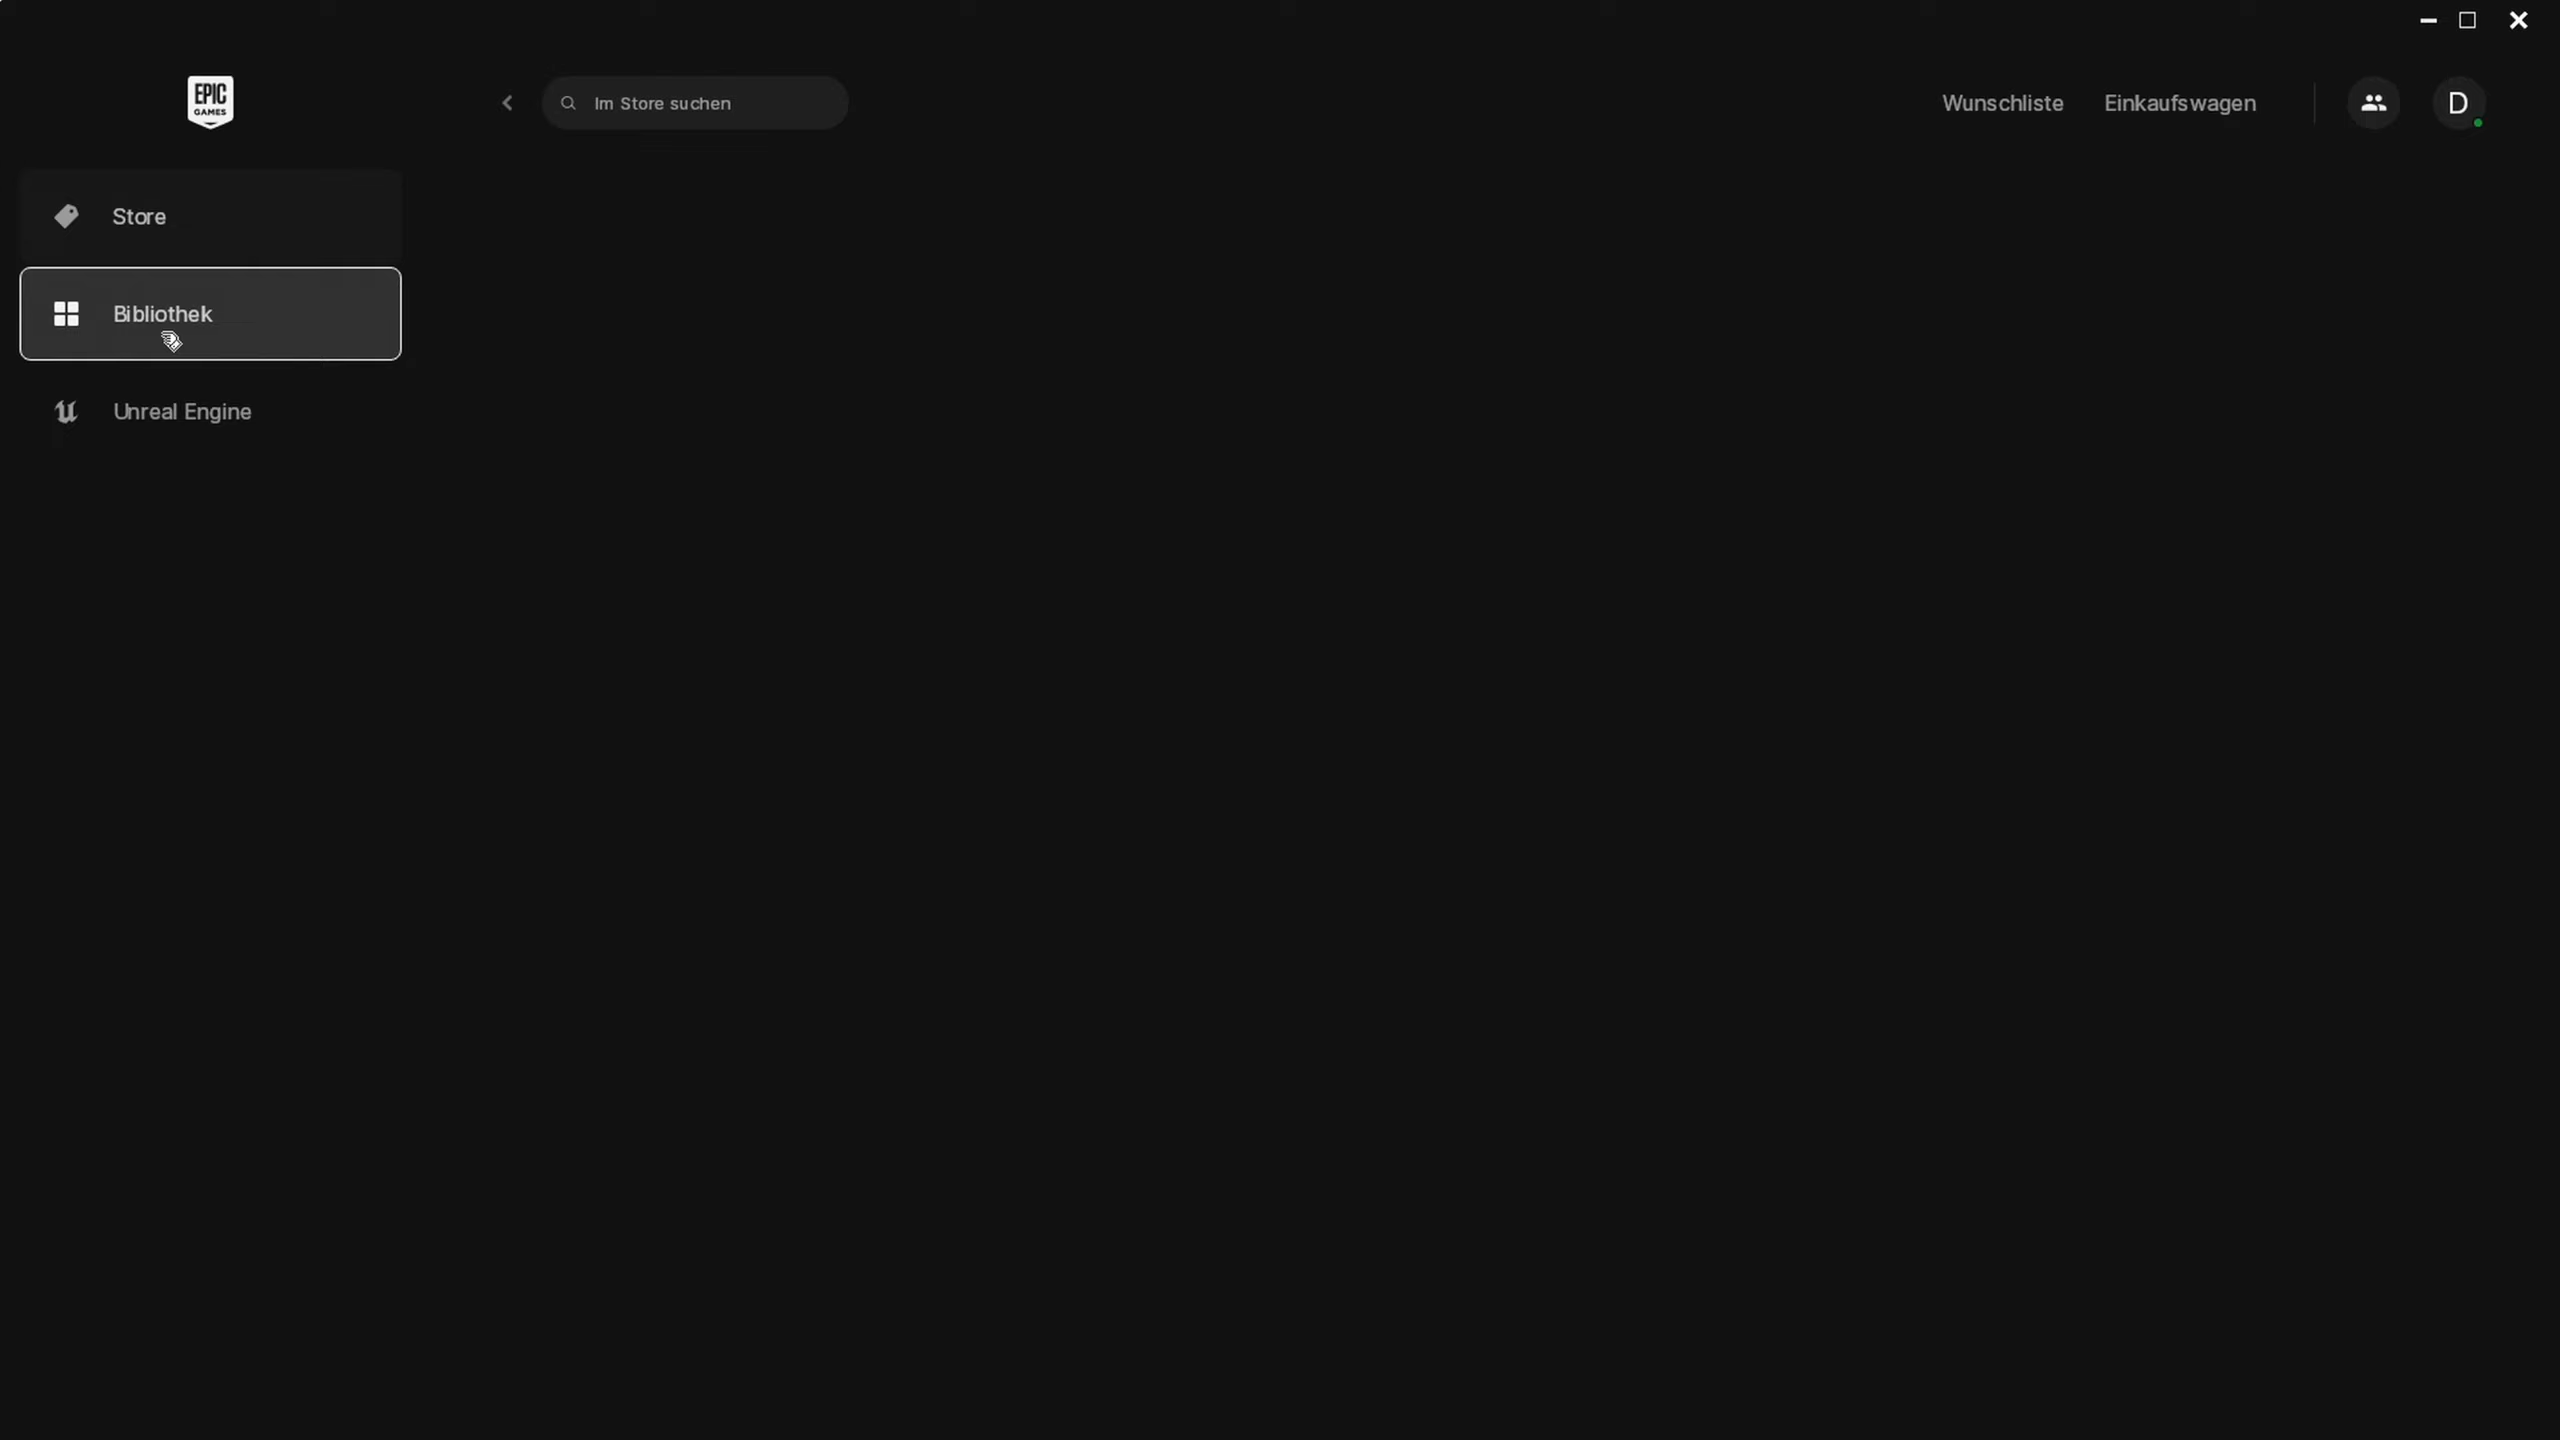 EPIC
GAMES
Im Store suchen
Wunschliste
Einkaufswagen
D
Store
Bibliothek
Unreal Engine